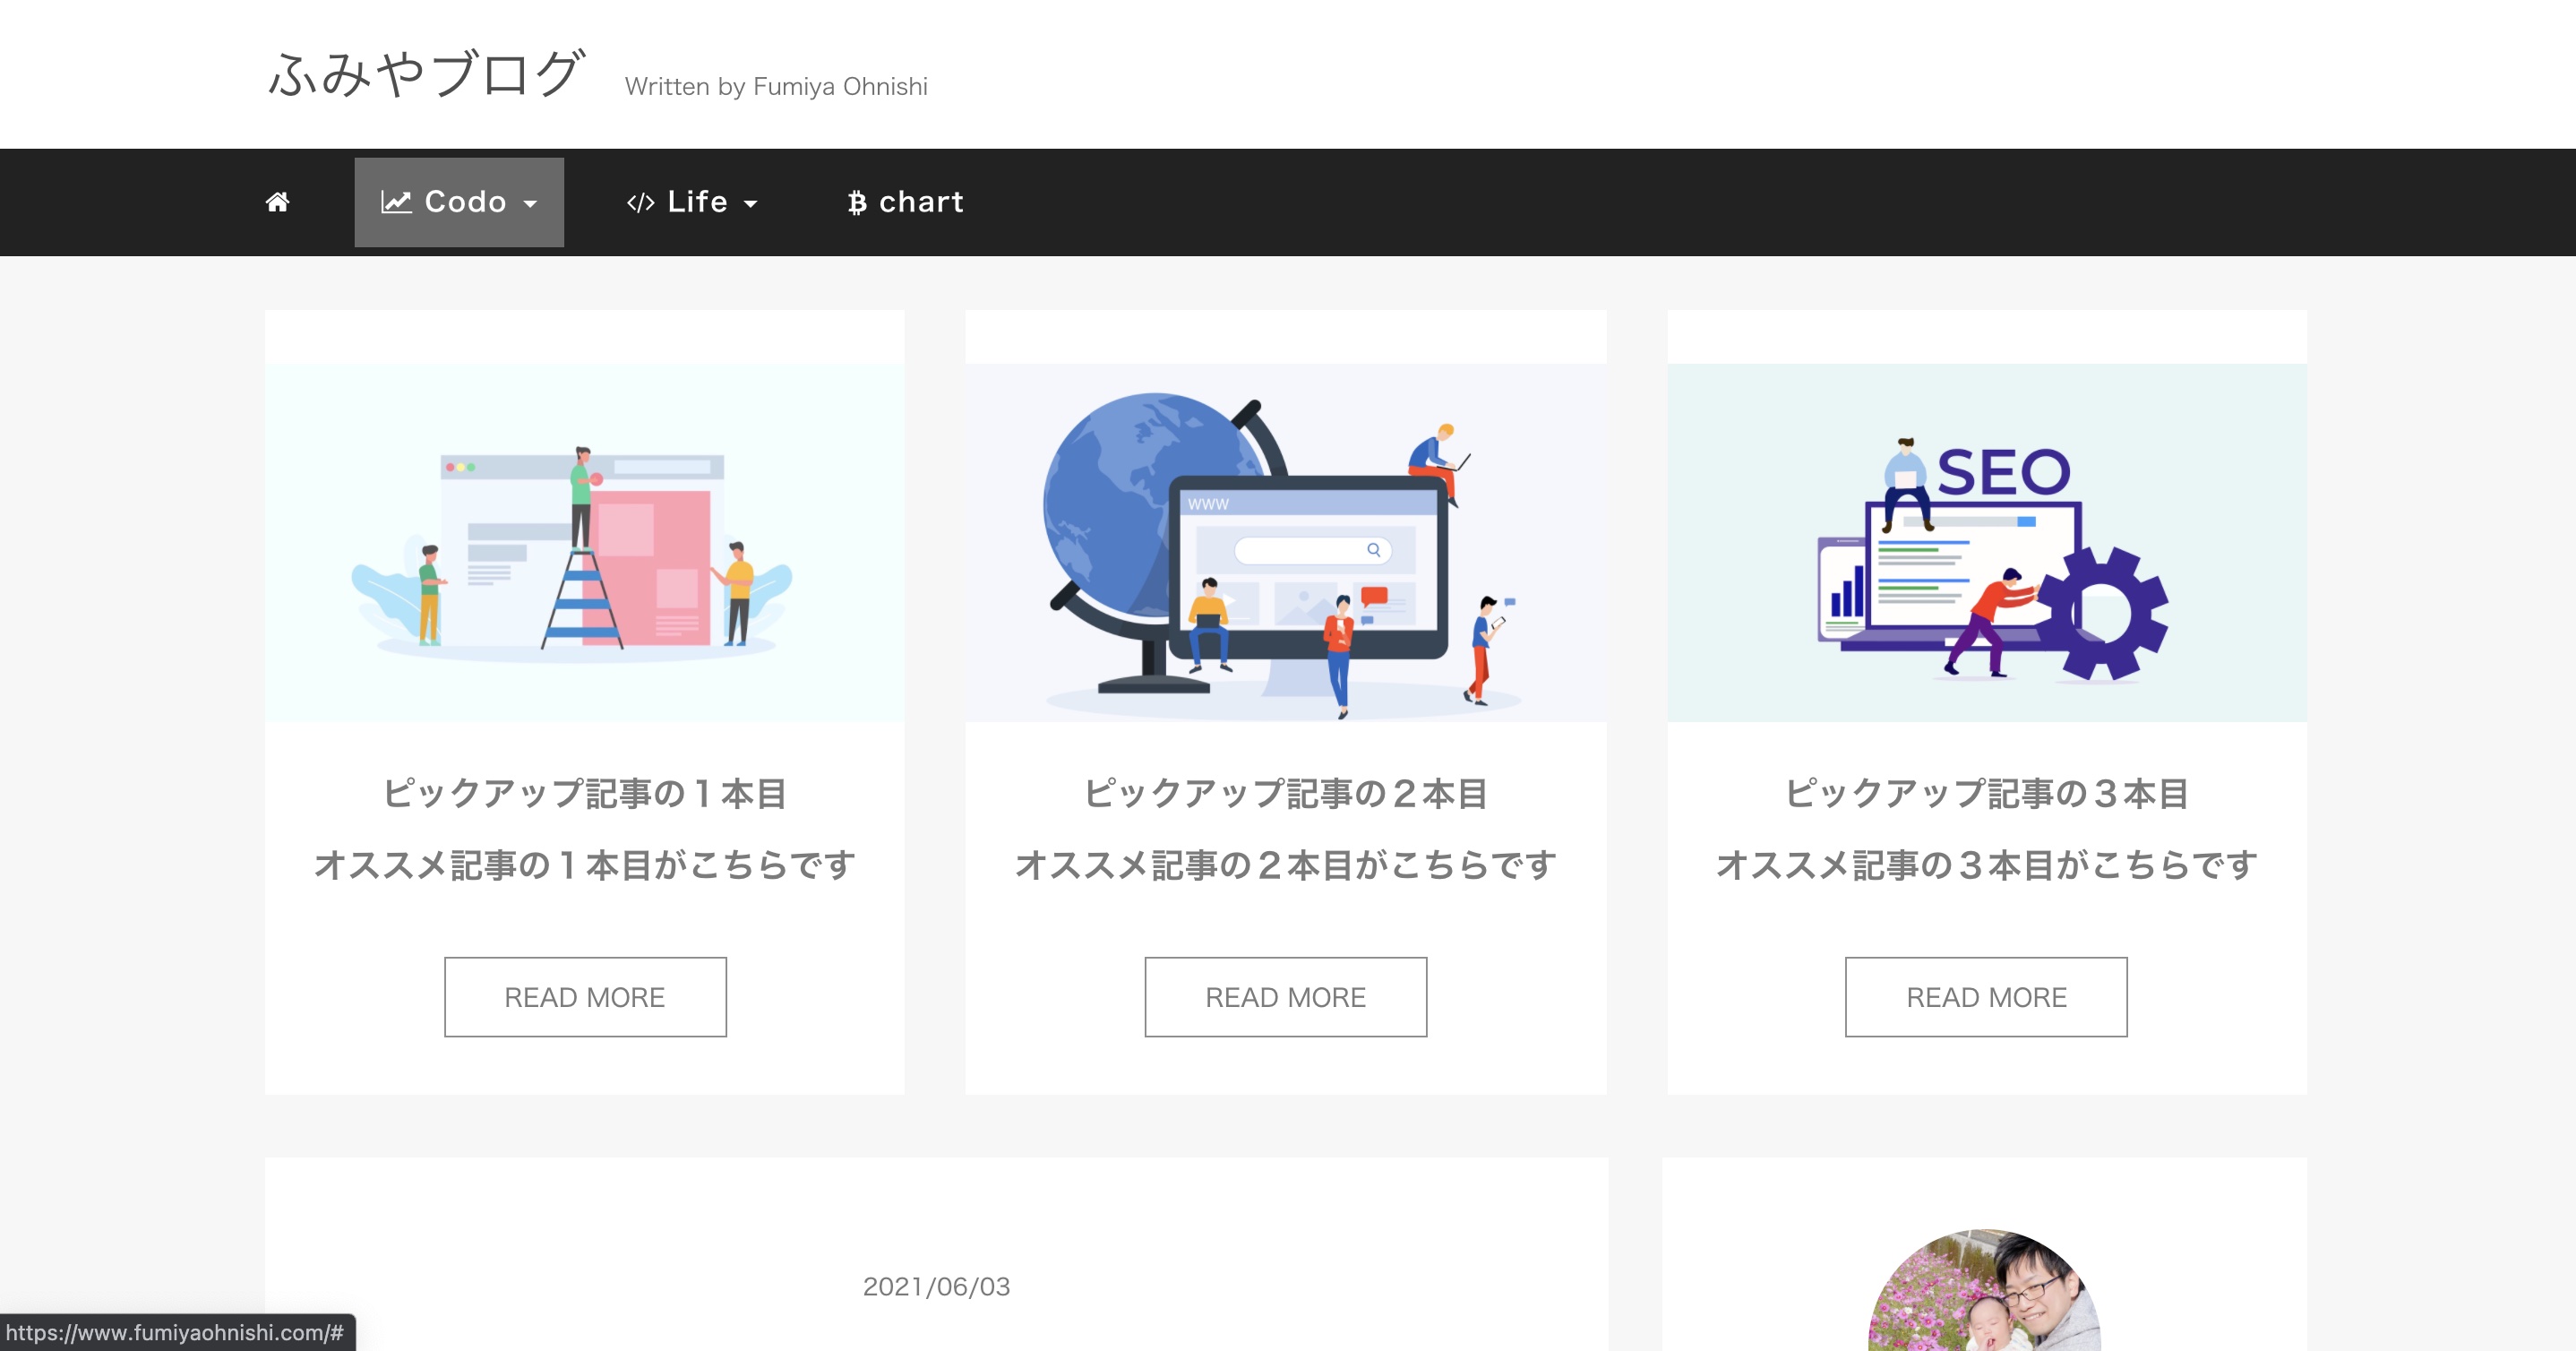 ふみやブログ Written by Fumiya Ohnishi
Codo Life chart
WWW
SEO
ピックアップ記事の１本目
オススメ記事の１本目がこちらです
READ MORE
ピックアップ記事の２本目
オススメ記事の２本目がこちらです
READ MORE
ピックアップ記事の３本目
オススメ記事の３本目がこちらです
READ MORE
2021/06/03
https://www.fumiyaohnishi.com/#